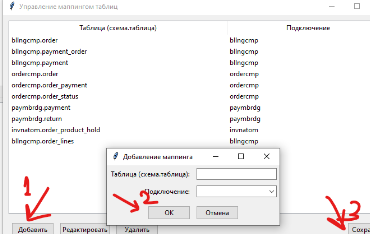 Управление маппингом таблиц
Таблица (схема.таблица) Подключение
blingcmp.order blingcmp
blingcmp.payment_order blingcmp
blingcmp.payment blingcmp
ordercmp.order ordercmp
ordercmp.order_payment ordercmp
ordercmp.order_status ordercmp
paymbrdg.payment paymbrdg
paymbrdg.return paymbrdg
invnatom.order_product_hold invnatom
blingcmp.order_lines blingcmp
Добавление маппинга
Таблица (схема.таблица):
Подключение:
OK Отмена
1
2
3
Добавить Редактировать Удалить Сохра